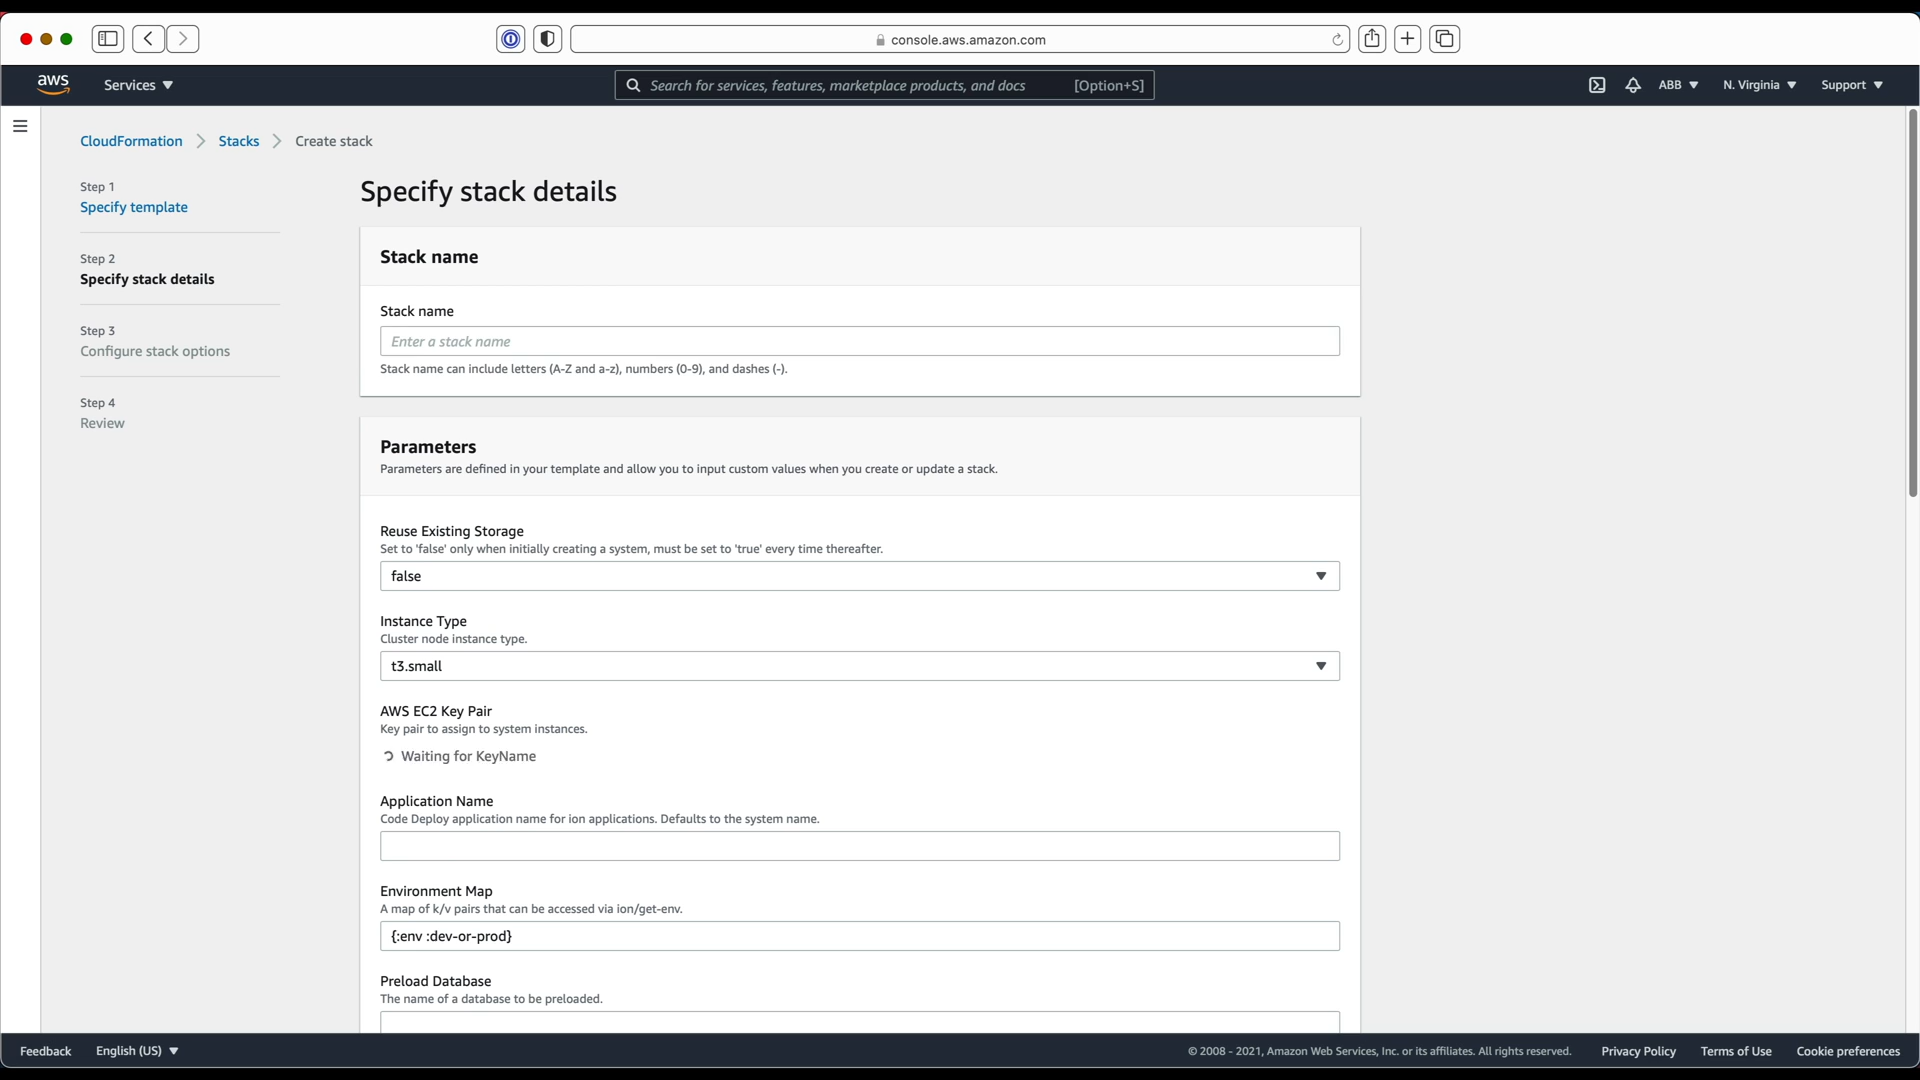 console.aws.amazon.com
aws
Services
Search for services, features, marketplace products, and docs
[Option+S]
ABB
N. Virginia
Support
CloudFormation
Stacks
Create stack
Step 1
Specify template
Step 2
Specify stack details
Step 3
Configure stack options
Step 4
Review
Specify stack details
Stack name
Stack name
Enter a stack name
Stack name can include letters (A-Z and a-z), numbers (0-9), and dashes (-).
Parameters
Parameters are defined in your template and allow you to input custom values when you create or update a stack.
Reuse Existing Storage
Set to 'false' only when initially creating a system, must be set to 'true' every time thereafter.
false
Instance Type
Cluster node instance type.
t3.small
AWS EC2 Key Pair
Key pair to assign to system instances.
Waiting for KeyName
Application Name
Code Deploy application name for ion applications. Defaults to the system name.
Environment Map
A map of k/v pairs that can be accessed via ion/get-env.
{:env :dev-or-prod}
Preload Database
The name of a database to be preloaded.
Feedback
English (US)
© 2008 - 2021, Amazon Web Services, Inc. or its affiliates. All rights reserved.
Privacy Policy
Terms of Use
Cookie preferences